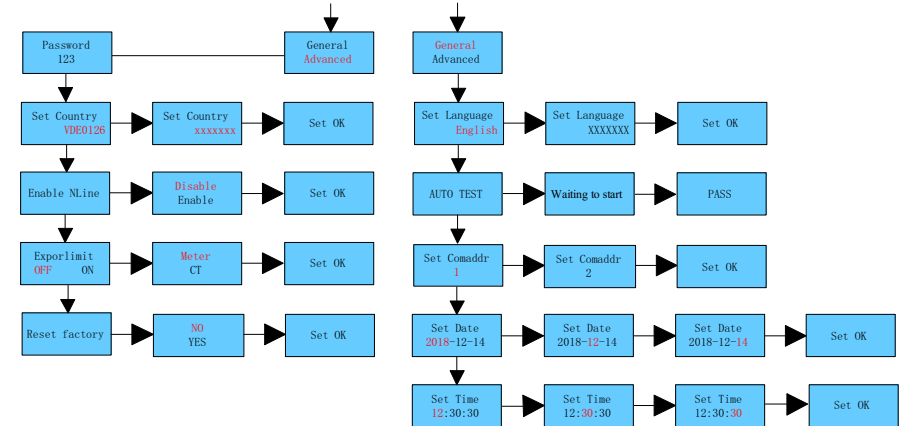 Password
123
General
Advanced
Set Country
VDE0126
Set Country
xxxxxxx
Set OK
Enable NLine
Disable
Enable
Set OK
Exporlimit
OFF ON
Meter
CT
Set OK
Reset factory
NO
YES
Set OK
General
Advanced
Set Language
English
Set Language
XXXXXXX
Set OK
AUTO TEST
Waiting to start
PASS
Set Comaddr
1
Set Comaddr
2
Set OK
Set Date
2018-12-14
Set Date
2018-12-14
Set Date
2018-12-14
Set OK
Set Time
12:30:30
Set Time
12:30:30
Set Time
12:30:30
Set OK